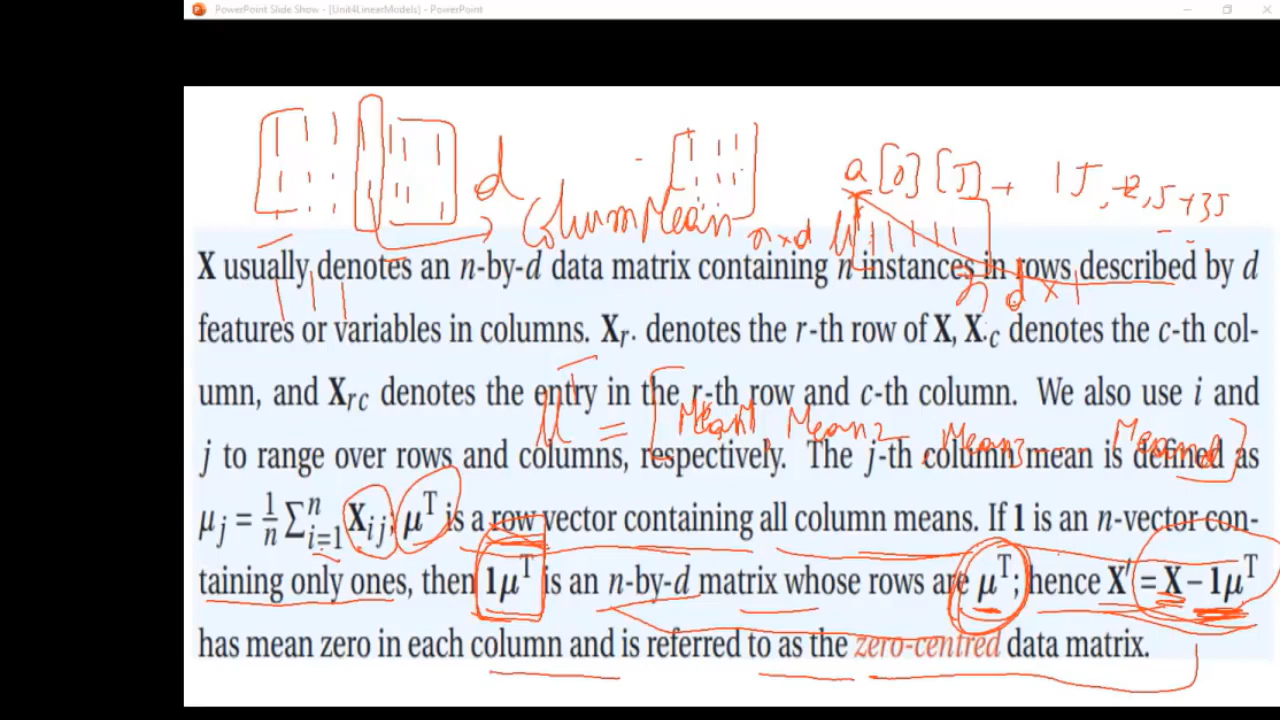 PowerPoint Slide Show - [Unit4LinearModels] - PowerPoint
d
Column Mean n×d
a[0][J]
d × 1
X usually denotes an n-by-d data matrix containing n instances in rows described by d
features or variables in columns. Xr· denotes the r-th row of X, X·c denotes the c-th col-
umn, and Xrc denotes the entry in the r-th row and c-th column. We also use i and
μT = [Mean1, Mean2 Mean3 --- Meand]
j to range over rows and columns, respectively. The j-th column mean is defined as
μj = 1/n ∑ni=1 Xij; μT is a row vector containing all column means. If 1 is an n-vector con-
taining only ones, then 1μT is an n-by-d matrix whose rows are μT; hence X′ = X − 1μT
has mean zero in each column and is referred to as the zero-centred data matrix.